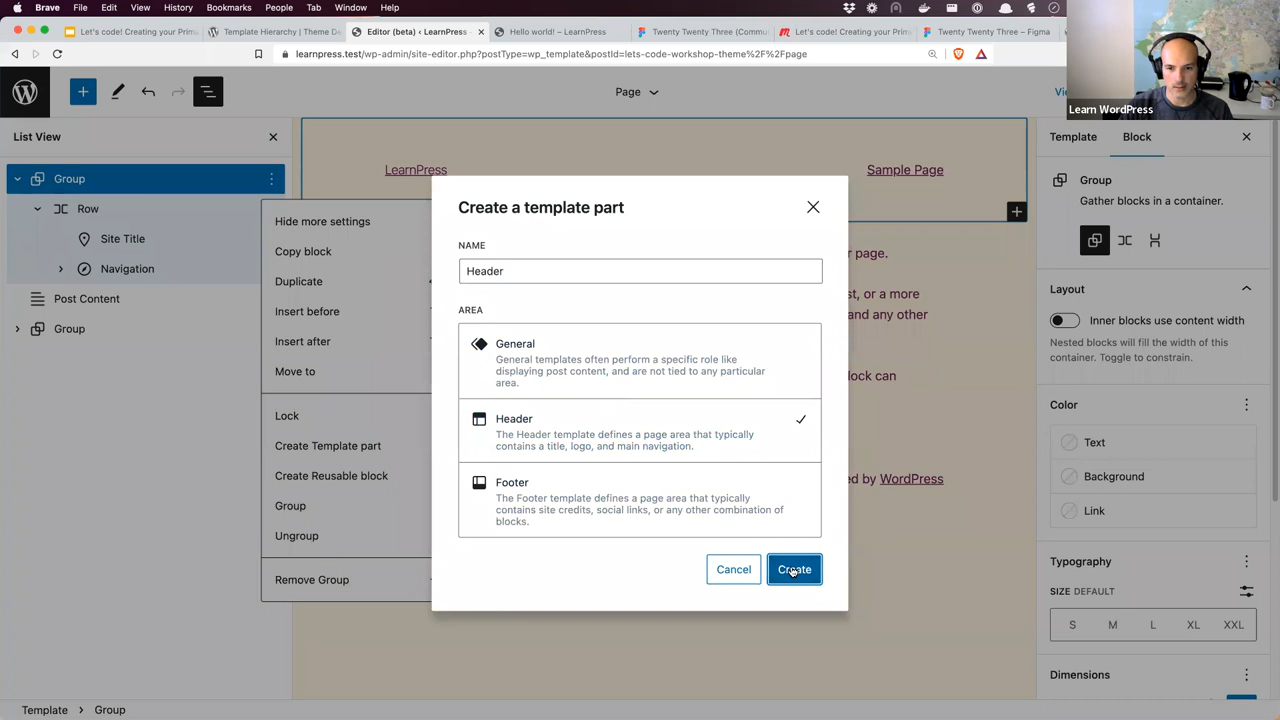 Brave File Edit View History Bookmarks People Tab Window Help
Let's code! Creating your Prima
Template Hierarchy | Theme De
Editor (beta) ‹ LearnPress
Hello world! – LearnPress
Twenty Twenty Three (Commu
Let's code! Creating your Prima
Twenty Twenty Three – Figma
learnpress.test/wp-admin/site-editor.php?postType=wp_template&postId=lets-code-workshop-theme%2F%2Fpage
Page
Learn WordPress
List View
Group
Row
Site Title
Navigation
Post Content
Group
Hide more settings
Copy block
Duplicate
Insert before
Insert after
Move to
Lock
Create Template part
Create Reusable block
Group
Ungroup
Remove Group
LearnPress
Sample Page
r page.
st, or a more
and any other
lock can
ed by WordPress
Create a template part
NAME
Header
AREA
General
General templates often perform a specific role like
displaying post content, and are not tied to any particular
area.
Header
The Header template defines a page area that typically
contains a title, logo, and main navigation.
Footer
The Footer template defines a page area that typically
contains site credits, social links, or any other combination of
blocks.
Cancel
Create
Template
Block
Group
Gather blocks in a container.
Layout
Inner blocks use content width
Nested blocks will fill the width of this
container. Toggle to constrain.
Color
Text
Background
Link
Typography
SIZE DEFAULT
S M L XL XXL
Dimensions
Template › Group